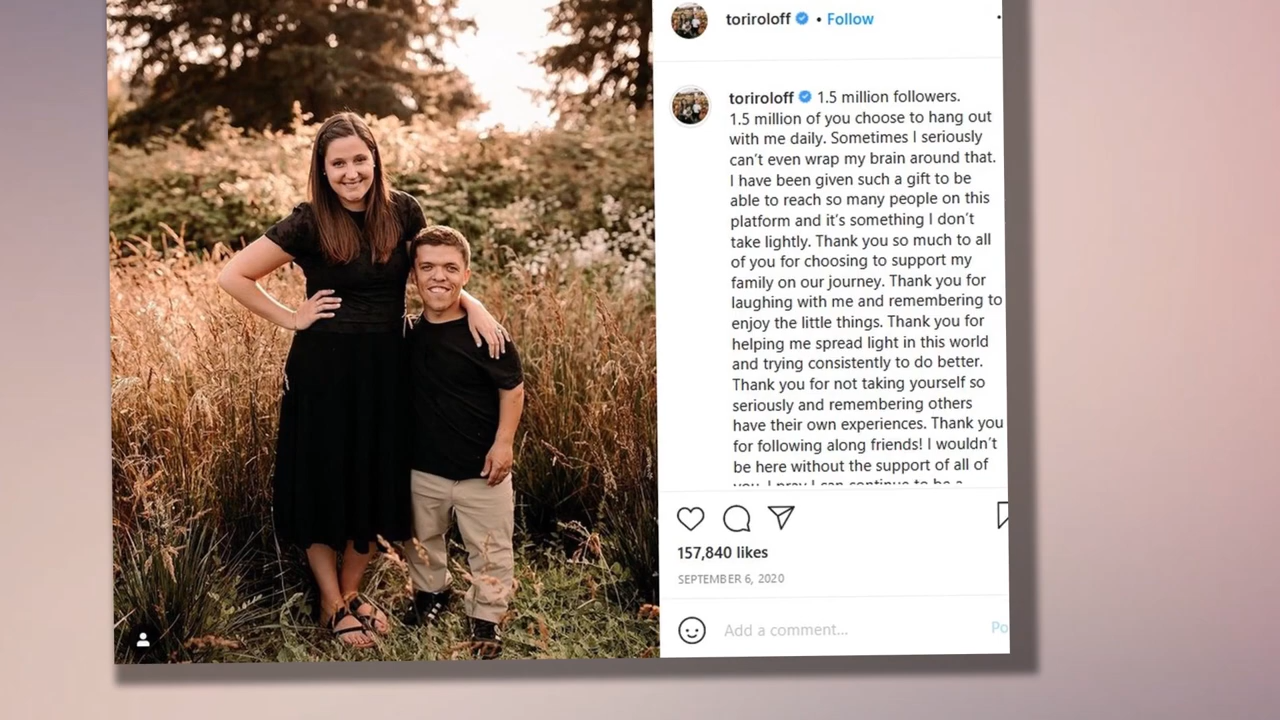 toriroloff • Follow
toriroloff 1.5 million followers.
1.5 million of you choose to hang out
with me daily. Sometimes I seriously
can't even wrap my brain around that.
I have been given such a gift to be
able to reach so many people on this
platform and it's something I don't
take lightly. Thank you so much to all
of you for choosing to support my
family on our journey. Thank you for
laughing with me and remembering to
enjoy the little things. Thank you for
helping me spread light in this world
and trying consistently to do better.
Thank you for not taking yourself so
seriously and remembering others
have their own experiences. Thank you
for following along friends! I wouldn't
be here without the support of all of
you. I pray I can continue to be a
157,840 likes
SEPTEMBER 6, 2020
Add a comment...
Po